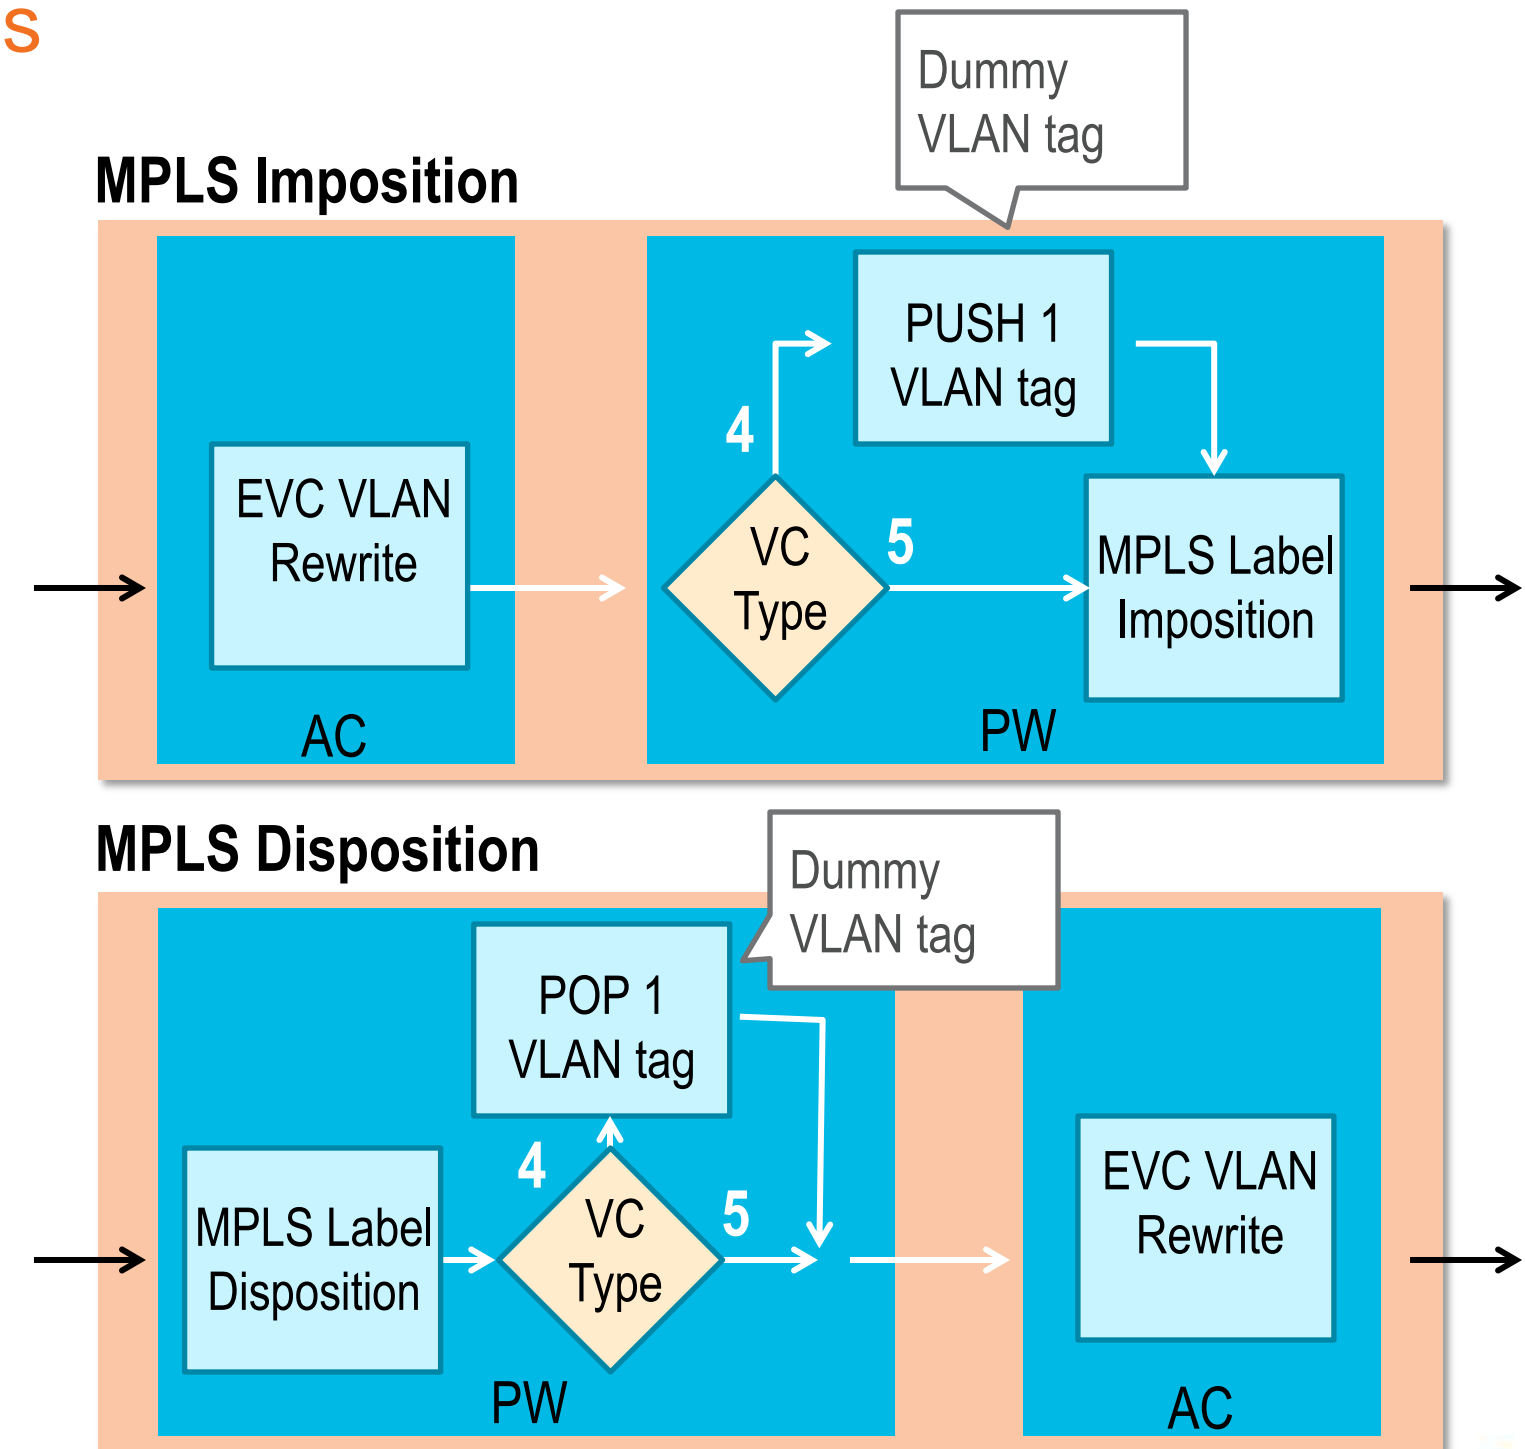 s
Dummy
VLAN tag
MPLS Imposition
PUSH 1
VLAN tag
4
EVC VLAN
Rewrite
VC
Type
5
MPLS Label
Imposition
AC
PW
MPLS Disposition
Dummy
VLAN tag
POP 1
VLAN tag
4
MPLS Label
Disposition
VC
Type
5
EVC VLAN
Rewrite
PW
AC